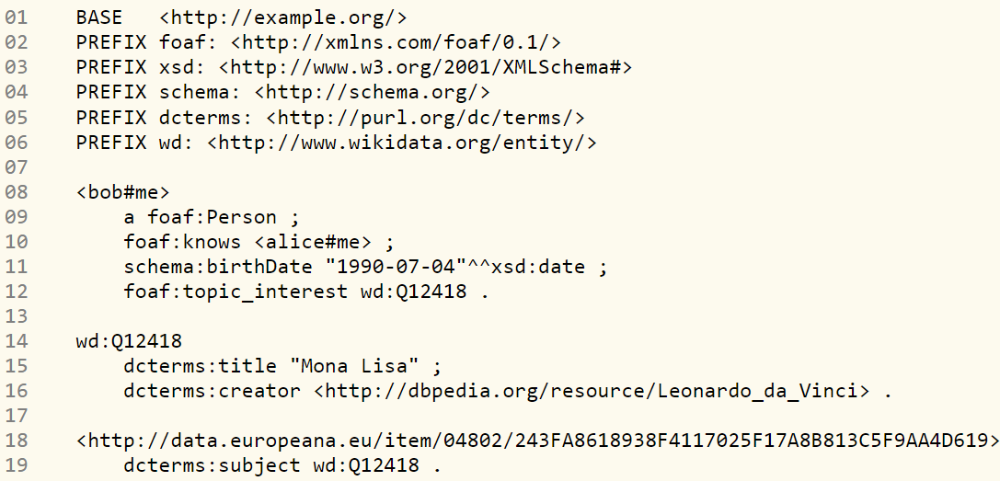 01 BASE <http://example.org/>
02 PREFIX foaf: <http://xmlns.com/foaf/0.1/>
03 PREFIX xsd: <http://www.w3.org/2001/XMLSchema#>
04 PREFIX schema: <http://schema.org/>
05 PREFIX dcterms: <http://purl.org/dc/terms/>
06 PREFIX wd: <http://www.wikidata.org/entity/>
07
08 <bob#me>
09 a foaf:Person ;
10 foaf:knows <alice#me> ;
11 schema:birthDate "1990-07-04"^^xsd:date ;
12 foaf:topic_interest wd:Q12418 .
13
14 wd:Q12418
15 dcterms:title "Mona Lisa" ;
16 dcterms:creator <http://dbpedia.org/resource/Leonardo_da_Vinci> .
17
18 <http://data.europeana.eu/item/04802/243FA8618938F4117025F17A8B813C5F9AA4D619>
19 dcterms:subject wd:Q12418 .